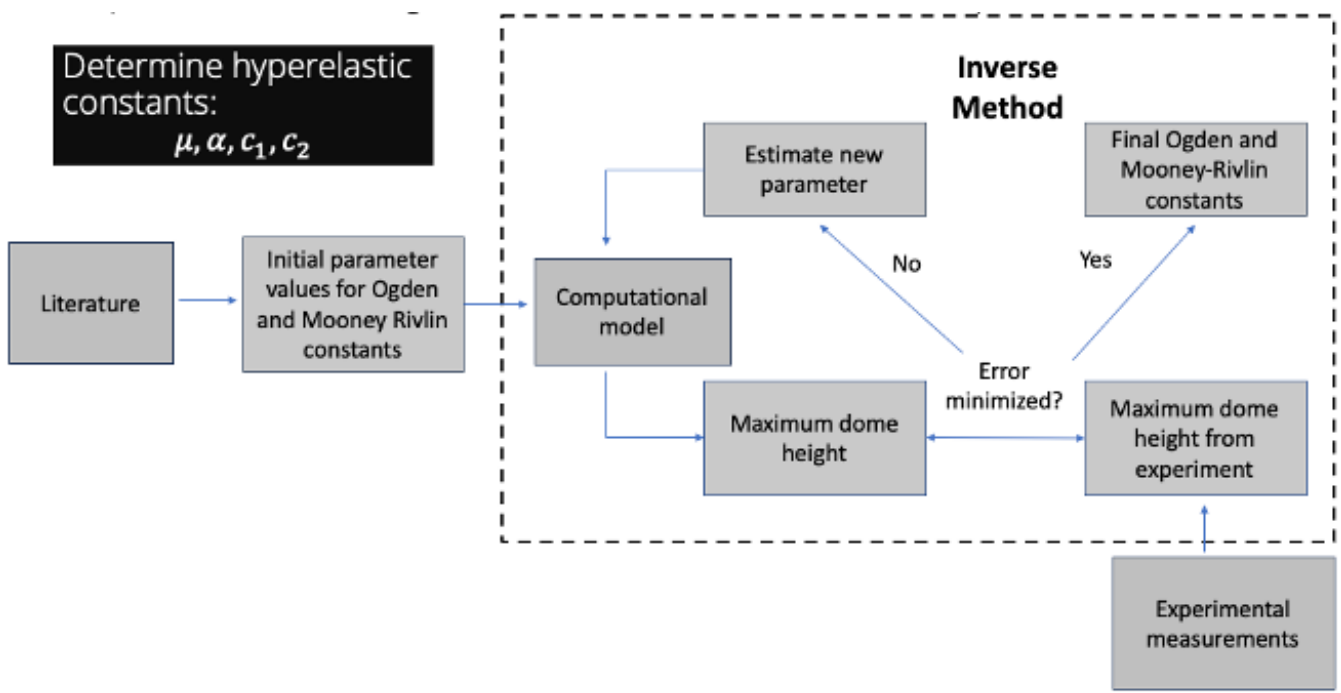 Determine hyperelastic
constants:
μ, α, c₁, c₂
Inverse
Method
Estimate new
parameter
Final Ogden and
Mooney-Rivlin
constants
No
Yes
Literature
Initial parameter
values for Ogden
and Mooney Rivlin
constants
Computational
model
Error
minimized?
Maximum dome
height
Maximum dome
height from
experiment
Experimental
measurements